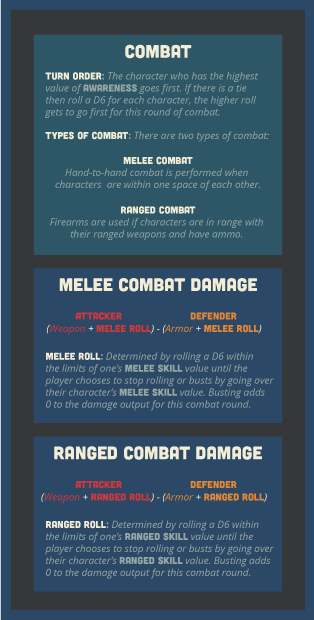 COMBAT
TURN ORDER: The character who has the highest
value of AWARENESS goes first. If there is a tie
then roll a D6 for each character, the higher roll
gets to go first for this round of combat.
TYPES OF COMBAT: There are two types of combat:
MELEE COMBAT
Hand-to-hand combat is performed when
characters are within one space of each other.
RANGED COMBAT
Firearms are used if characters are in range with
their ranged weapons and have ammo.
MELEE COMBAT DAMAGE
ATTACKER DEFENDER
(Weapon + MELEE ROLL) - (Armor + MELEE ROLL)
MELEE ROLL: Determined by rolling a D6 within
the limits of one's MELEE SKILL value until the
player chooses to stop rolling or busts by going over
their character's MELEE SKILL value. Busting adds
0 to the damage output for this combat round.
RANGED COMBAT DAMAGE
ATTACKER DEFENDER
(Weapon + RANGED ROLL) - (Armor + RANGED ROLL)
RANGED ROLL: Determined by rolling a D6 within
the limits of one's RANGED SKILL value until the
player chooses to stop rolling or busts by going over
their character's RANGED SKILL value. Busting adds
0 to the damage output for this combat round.